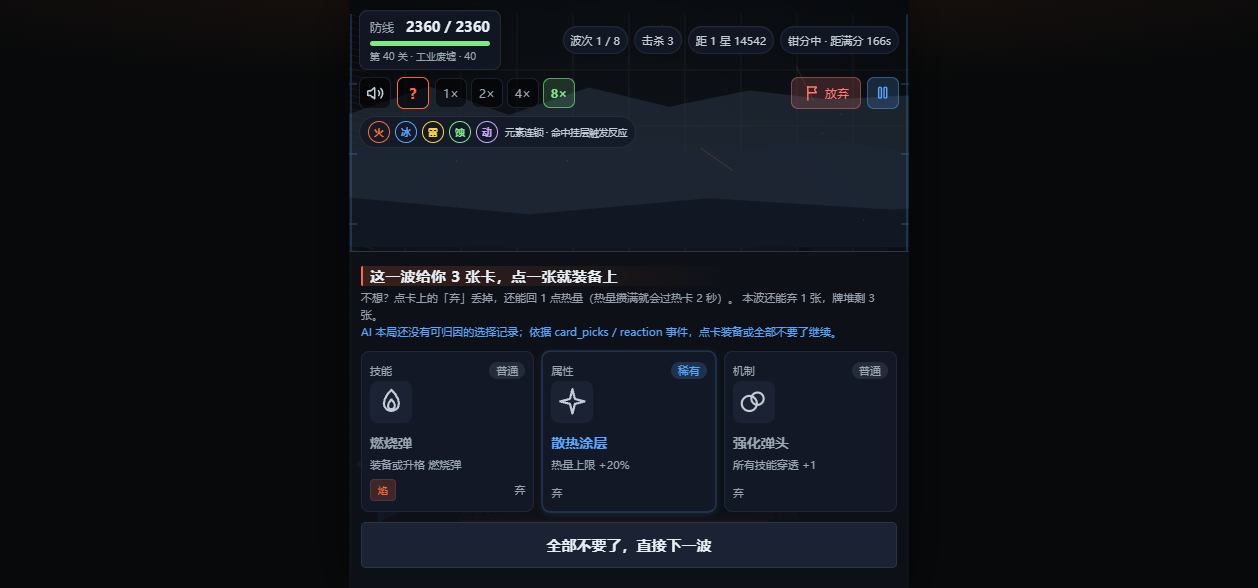 防线 2360 / 2360
第 40 关 · 工业废墟 · 40
波次 1 / 8
击杀 3
距 1 星 14542
钳分中 · 距满分 166s
?
1×
2×
4×
8×
放弃
火 冰 雷 蚀 动 元素连锁 · 命中挂层触发反应
这一波给你 3 张卡，点一张就装备上
不想？点卡上的「弃」丢掉，还能回 1 点热量（热量攒满就会过热卡 2 秒）。 本波还能弃 1 张，牌堆剩 3
张。
AI 本局还没有可归因的选择记录；依据 card_picks / reaction 事件，点卡装备或全部不要了继续。
技能 普通
燃烧弹
装备或升格 燃烧弹
焰 弃
属性 稀有
散热涂层
热量上限 +20%
弃
机制 普通
强化弹头
所有技能穿透 +1
弃
全部不要了，直接下一波